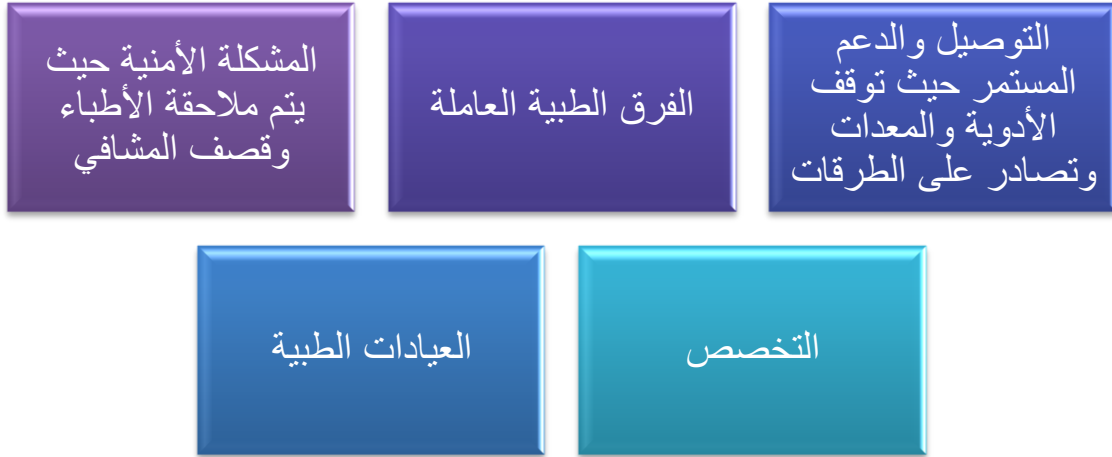 المشكلة الأمنية حيث
يتم ملاحقة الأطباء
وقصف المشافي
الفرق الطبية العاملة
التوصيل والدعم
المستمر حيث توقف
الأدوية والمعدات
وتصادر على الطرقات
العيادات الطبية
التخصص